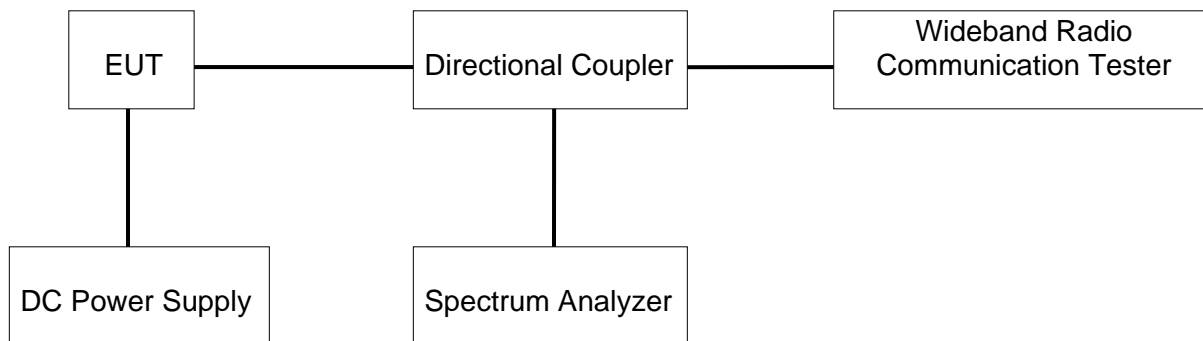 EUT
Directional Coupler
Wideband Radio
Communication Tester
DC Power Supply
Spectrum Analyzer